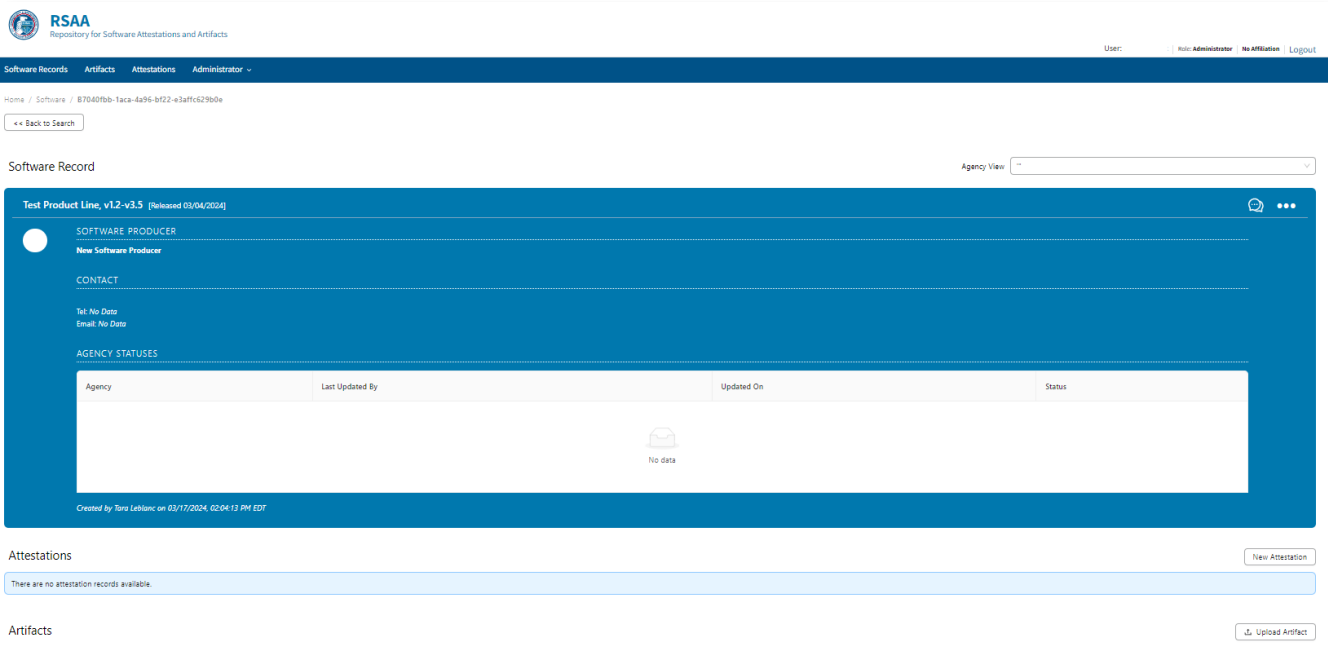 RSAA
Repository for Software Attestations and Artifacts
User: Role: Administrator No Affiliation Logout
Software Records Artifacts Attestations Administrator
Home / Software / B7040fbb-1aca-4a96-bf22-e3affc629b0e
<< Back to Search
Software Record
Agency View ""
Test Product Line, v1.2-v3.5 [Released 03/04/2024]
SOFTWARE PRODUCER
New Software Producer
CONTACT
Tel: No Data
Email: No Data
AGENCY STATUSES
Agency Last Updated By Updated On Status
No data
Created by Tara Leblanc on 03/17/2024, 02:04:13 PM EDT
Attestations
New Attestation
There are no attestation records available.
Artifacts
Upload Artifact